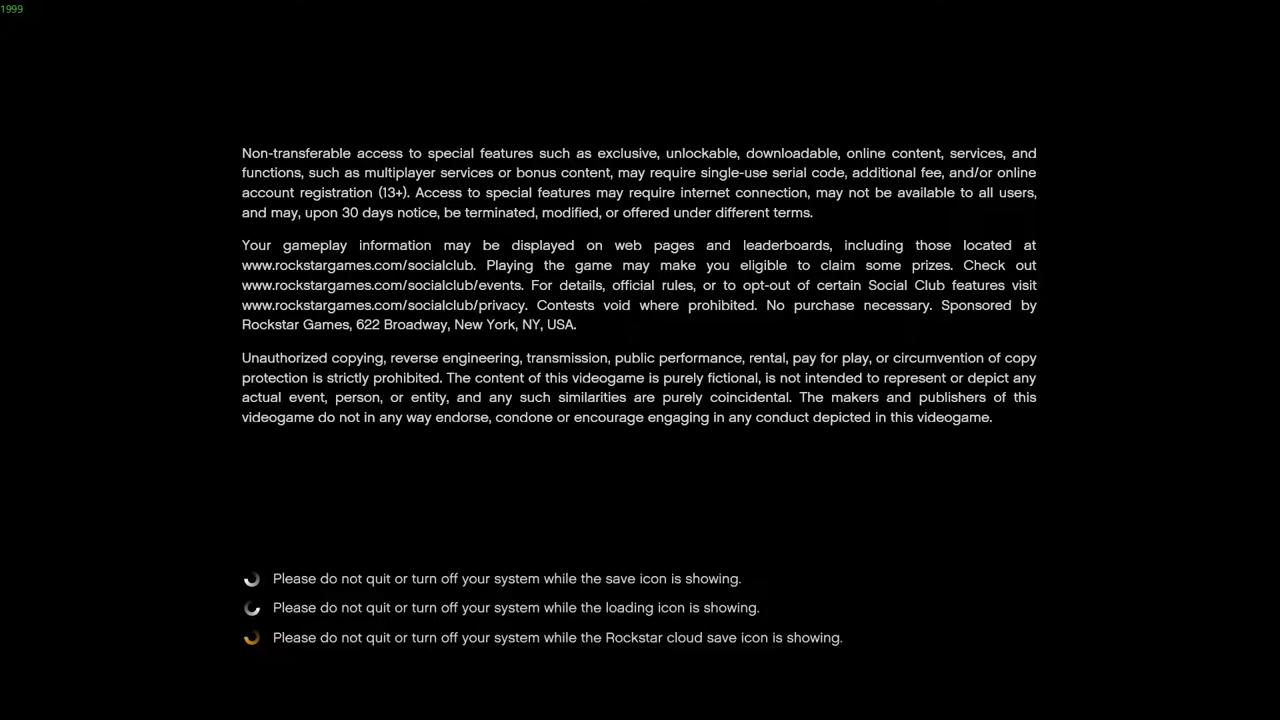 1999
Non-transferable access to special features such as exclusive, unlockable, downloadable, online content, services, and
functions, such as multiplayer services or bonus content, may require single-use serial code, additional fee, and/or online
account registration (13+). Access to special features may require internet connection, may not be available to all users,
and may, upon 30 days notice, be terminated, modified, or offered under different terms.
Your gameplay information may be displayed on web pages and leaderboards, including those located at
www.rockstargames.com/socialclub. Playing the game may make you eligible to claim some prizes. Check out
www.rockstargames.com/socialclub/events. For details, official rules, or to opt-out of certain Social Club features visit
www.rockstargames.com/socialclub/privacy. Contests void where prohibited. No purchase necessary. Sponsored by
Rockstar Games, 622 Broadway, New York, NY, USA.
Unauthorized copying, reverse engineering, transmission, public performance, rental, pay for play, or circumvention of copy
protection is strictly prohibited. The content of this videogame is purely fictional, is not intended to represent or depict any
actual event, person, or entity, and any such similarities are purely coincidental. The makers and publishers of this
videogame do not in any way endorse, condone or encourage engaging in any conduct depicted in this videogame.
Please do not quit or turn off your system while the save icon is showing.
Please do not quit or turn off your system while the loading icon is showing.
Please do not quit or turn off your system while the Rockstar cloud save icon is showing.